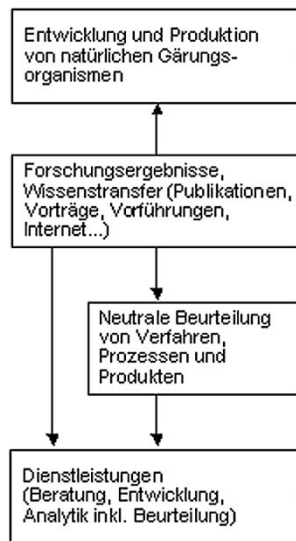 Entwicklung und Produktion
von natürlichen Gärungs-
organismen
Forschungsergebnisse,
Wissenstransfer (Publikationen,
Vorträge, Vorführungen,
Internet...)
Neutrale Beurteilung
von Verfahren,
Prozessen und
Produkten
Dienstleistungen
(Beratung, Entwicklung,
Analytik inkl. Beurteilung)